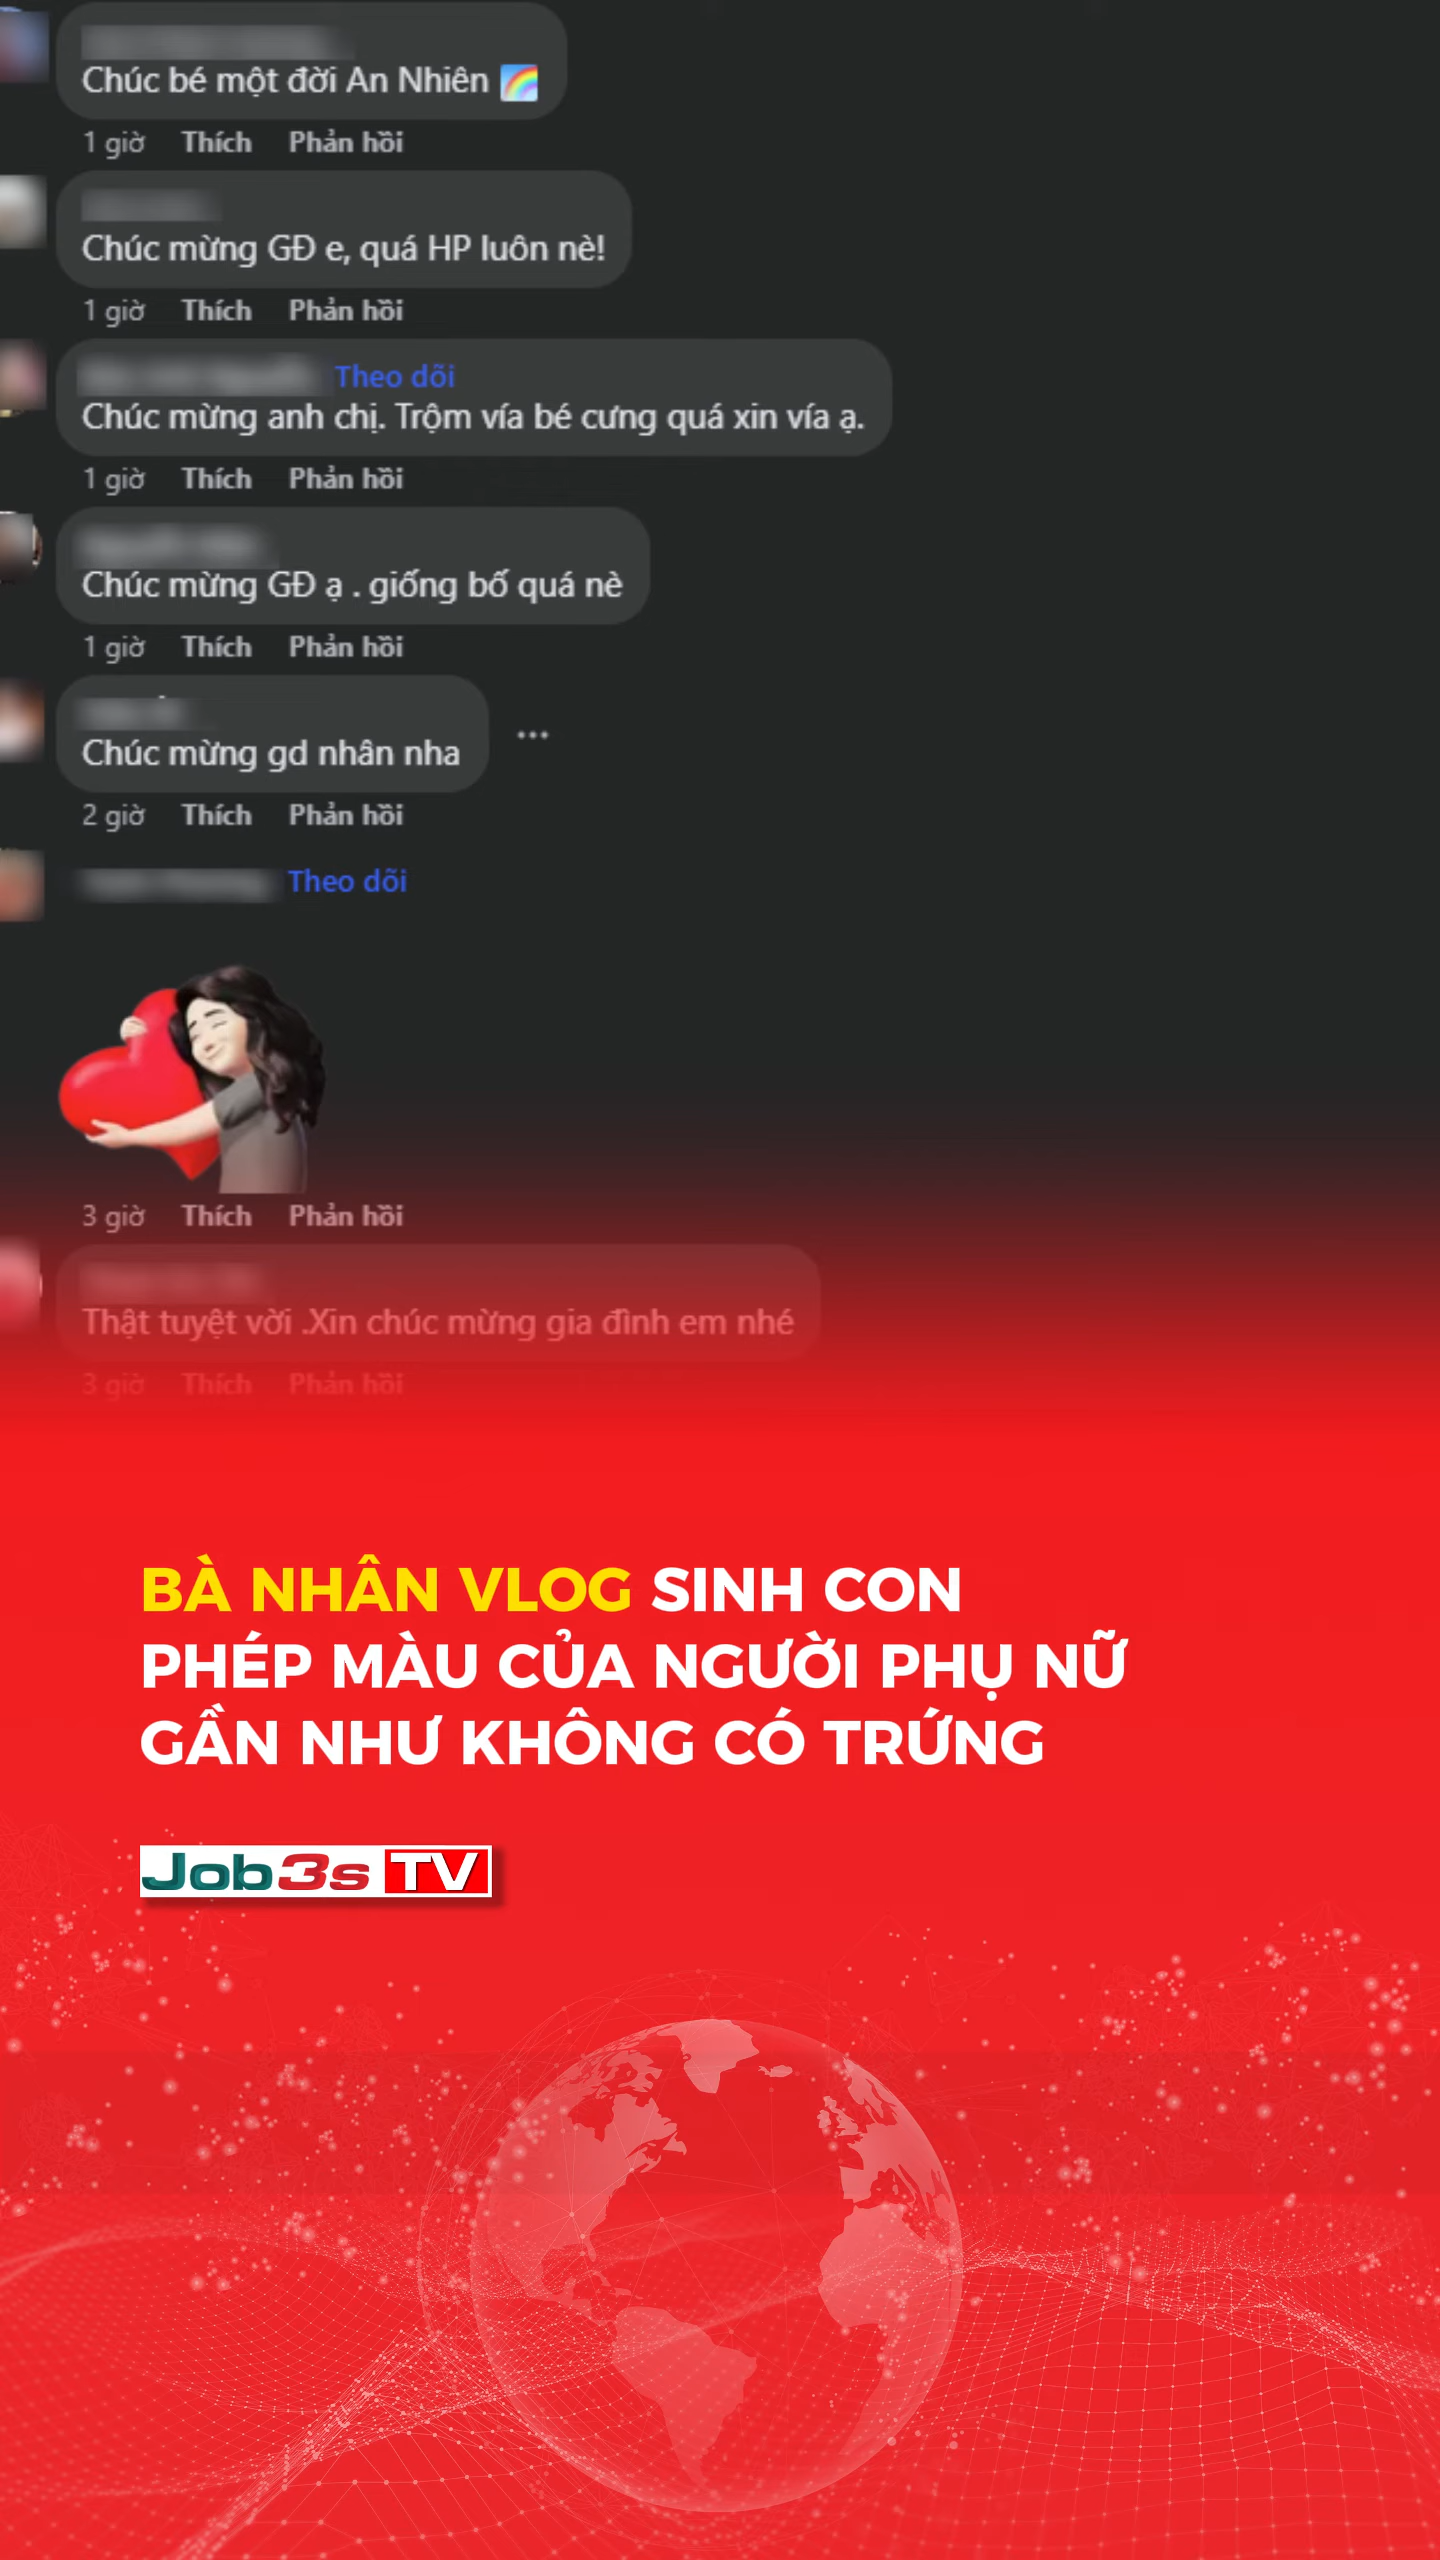 Chúc bé một đời An Nhiên
1 giờ Thích Phản hồi
Chúc mừng GĐ e, quá HP luôn nè!
1 giờ Thích Phản hồi
Theo dõi
Chúc mừng anh chị. Trộm vía bé cưng quá xin vía ạ.
1 giờ Thích Phản hồi
Chúc mừng GĐ ạ . giống bố quá nè
1 giờ Thích Phản hồi
Chúc mừng gd nhân nha
2 giờ Thích Phản hồi
Theo dõi
3 giờ Thích Phản hồi
Thật tuyệt vời .Xin chúc mừng gia đình em nhé
3 giờ Thích Phản hồi
BÀ NHÂN VLOG SINH CON
PHÉP MÀU CỦA NGƯỜI PHỤ NỮ
GẦN NHƯ KHÔNG CÓ TRỨNG
Job3s TV